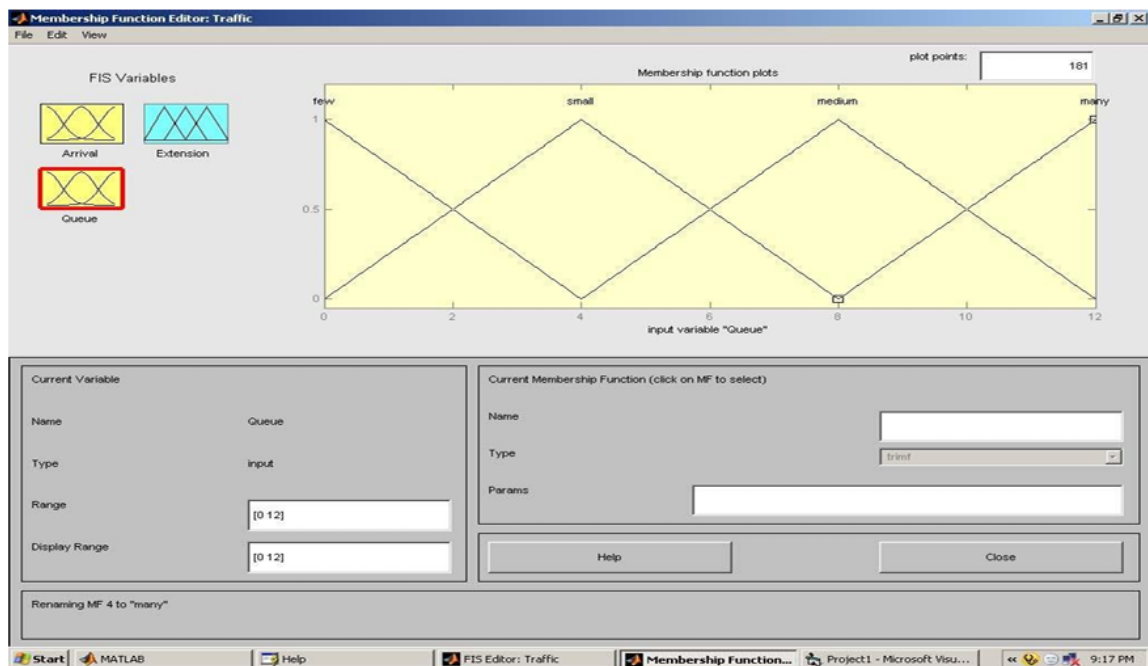 Membership Function Editor: Traffic
File Edit View
FIS Variables
plot points: 181
Membership function plots
Arrival Extension
Queue
few small medium many
1
0.5
0
0 2 4 6 8 10 12
input variable "Queue"
Current Variable
Name Queue
Type input
Range [0 12]
Display Range [0 12]
Current Membership Function (click on MF to select)
Name
Type trimf
Params
Help Close
Renaming MF 4 to "many"
Start MATLAB Help FIS Editor: Traffic Membership Function... Project1 - Microsoft Visu... « 9:17 PM